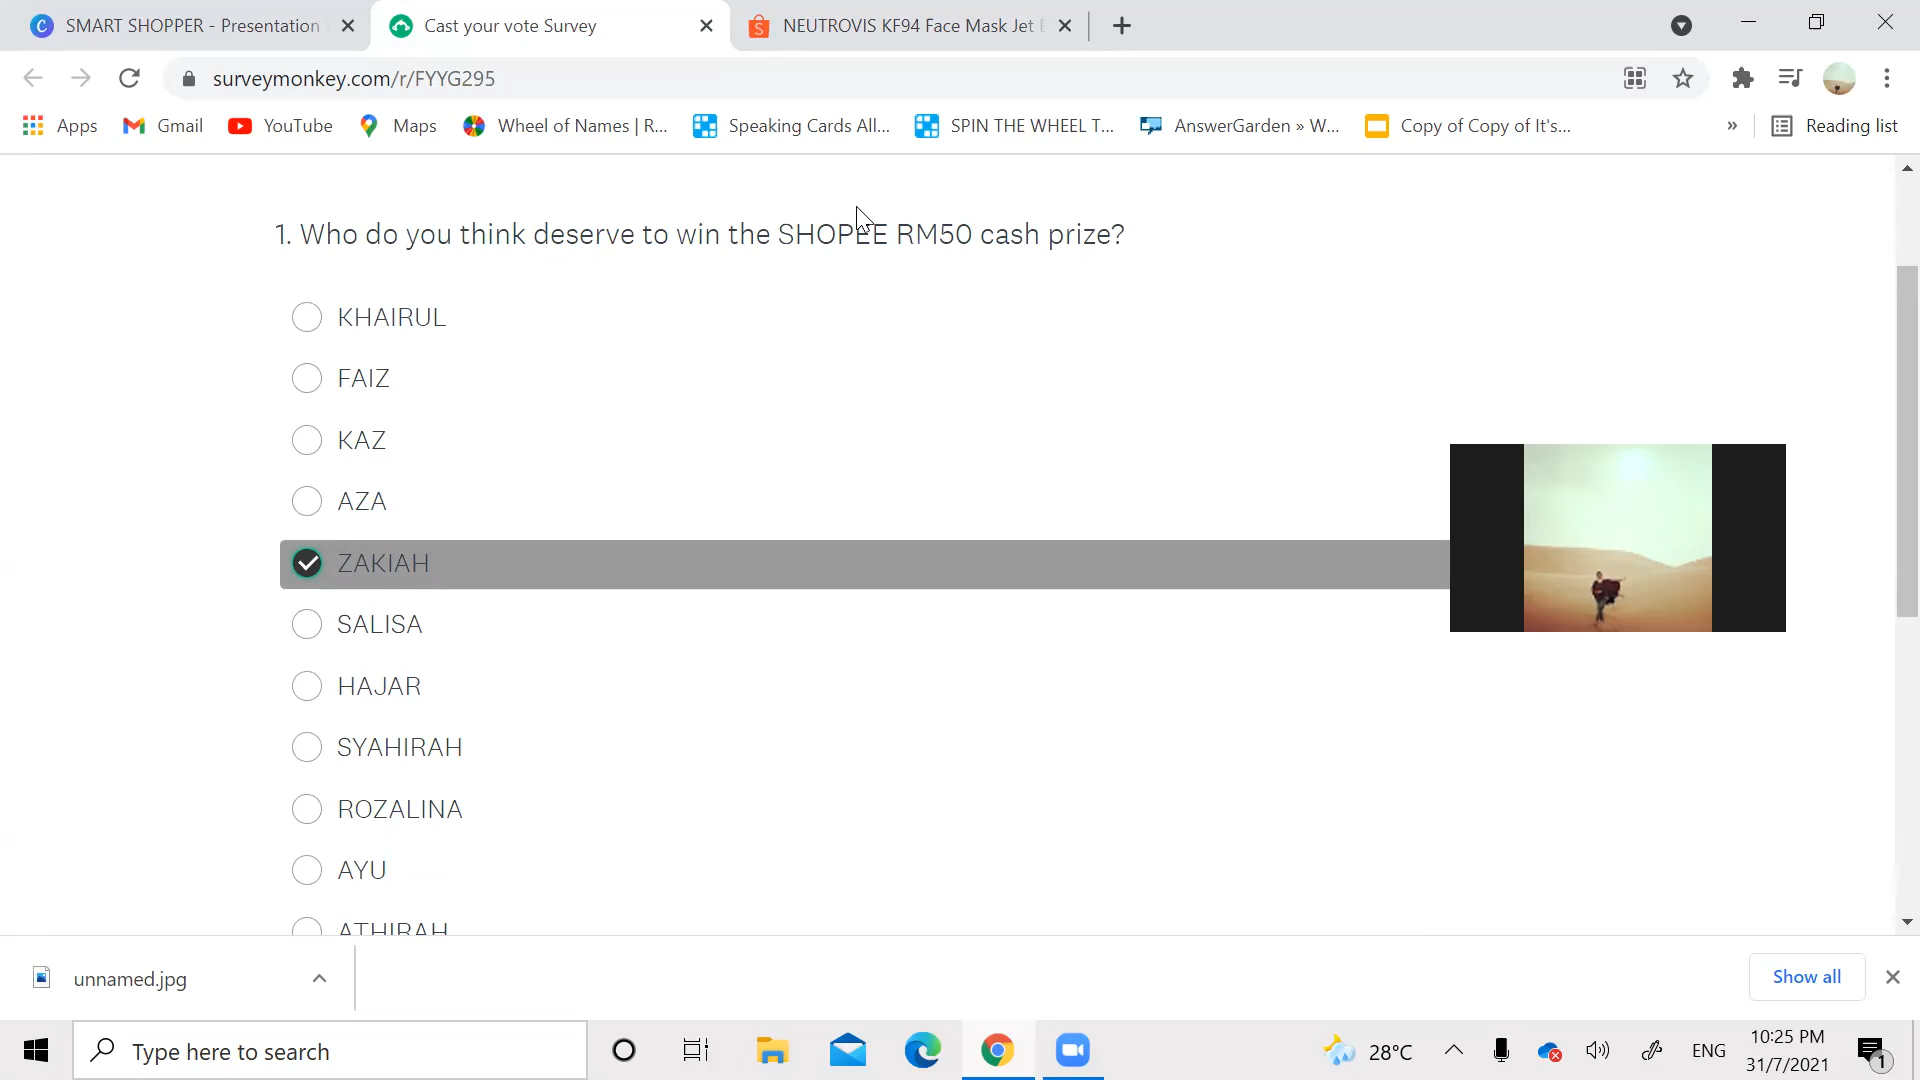 SMART SHOPPER - Presentation
Cast your vote Survey
NEUTROVIS KF94 Face Mask Jet
surveymonkey.com/r/FYYG295
Apps
Gmail
YouTube
Maps
Wheel of Names | R...
Speaking Cards All...
SPIN THE WHEEL T...
AnswerGarden » W...
Copy of Copy of It's...
»
Reading list
1. Who do you think deserve to win the SHOPEE RM50 cash prize?
KHAIRUL
FAIZ
KAZ
AZA
ZAKIAH
SALISA
HAJAR
SYAHIRAH
ROZALINA
AYU
ATHIRAH
unnamed.jpg
Show all
Type here to search
28°C
ENG
10:25 PM
31/7/2021
1